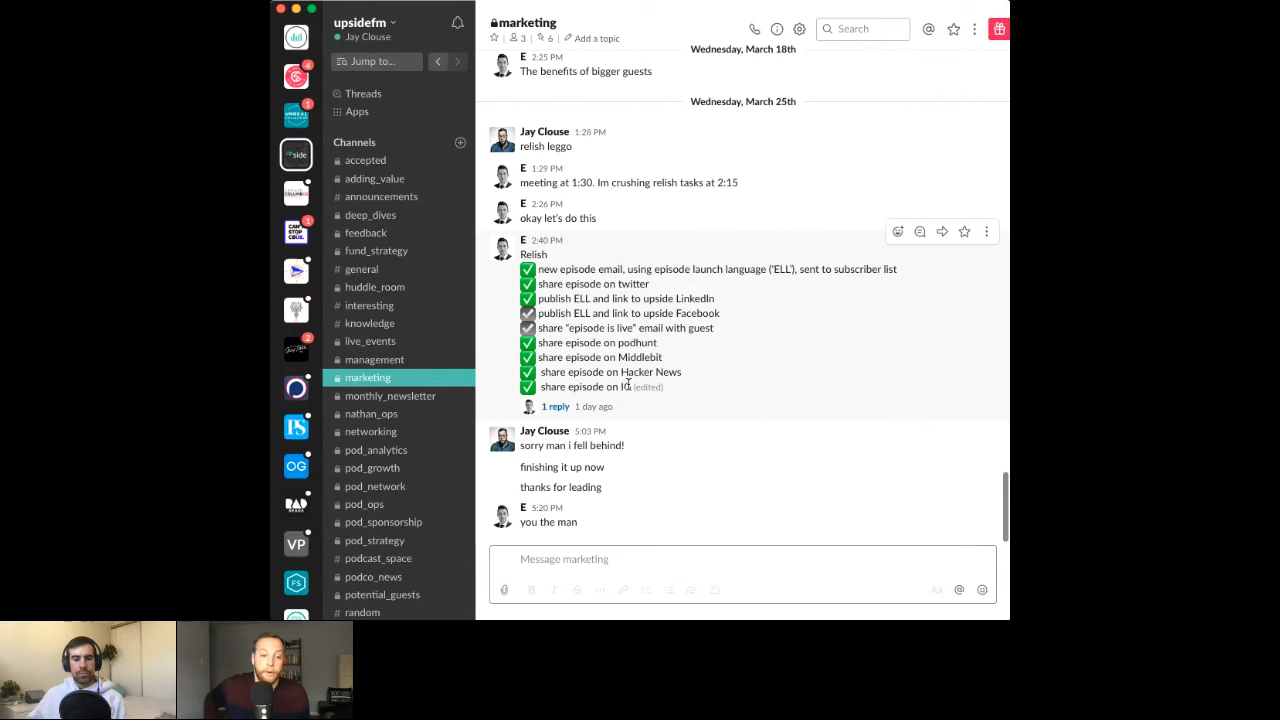 upsidefm
Jay Clouse
Jump to...
Threads
Apps
Channels
accepted
adding_value
announcements
deep_dives
feedback
fund_strategy
general
huddle_room
interesting
knowledge
live_events
management
marketing
monthly_newsletter
nathan_ops
networking
pod_analytics
pod_growth
pod_network
pod_ops
pod_sponsorship
pod_strategy
podcast_space
podco_news
potential_guests
random
4
1
1
2
PS
OG
VP
FS
marketing
3
6
Add a topic
Search
Wednesday, March 18th
E 2:25 PM
The benefits of bigger guests
Wednesday, March 25th
Jay Clouse 1:28 PM
relish leggo
E 1:29 PM
meeting at 1:30. Im crushing relish tasks at 2:15
E 2:26 PM
okay let's do this
E 2:40 PM
Relish
new episode email, using episode launch language ('ELL'), sent to subscriber list
share episode on twitter
publish ELL and link to upside LinkedIn
publish ELL and link to upside Facebook
share "episode is live" email with guest
share episode on podhunt
share episode on Middlebit
share episode on Hacker News
share episode on (edited)
1 reply 1 day ago
Jay Clouse 5:03 PM
sorry man i fell behind!
finishing it up now
thanks for leading
E 5:20 PM
you the man
Message marketing